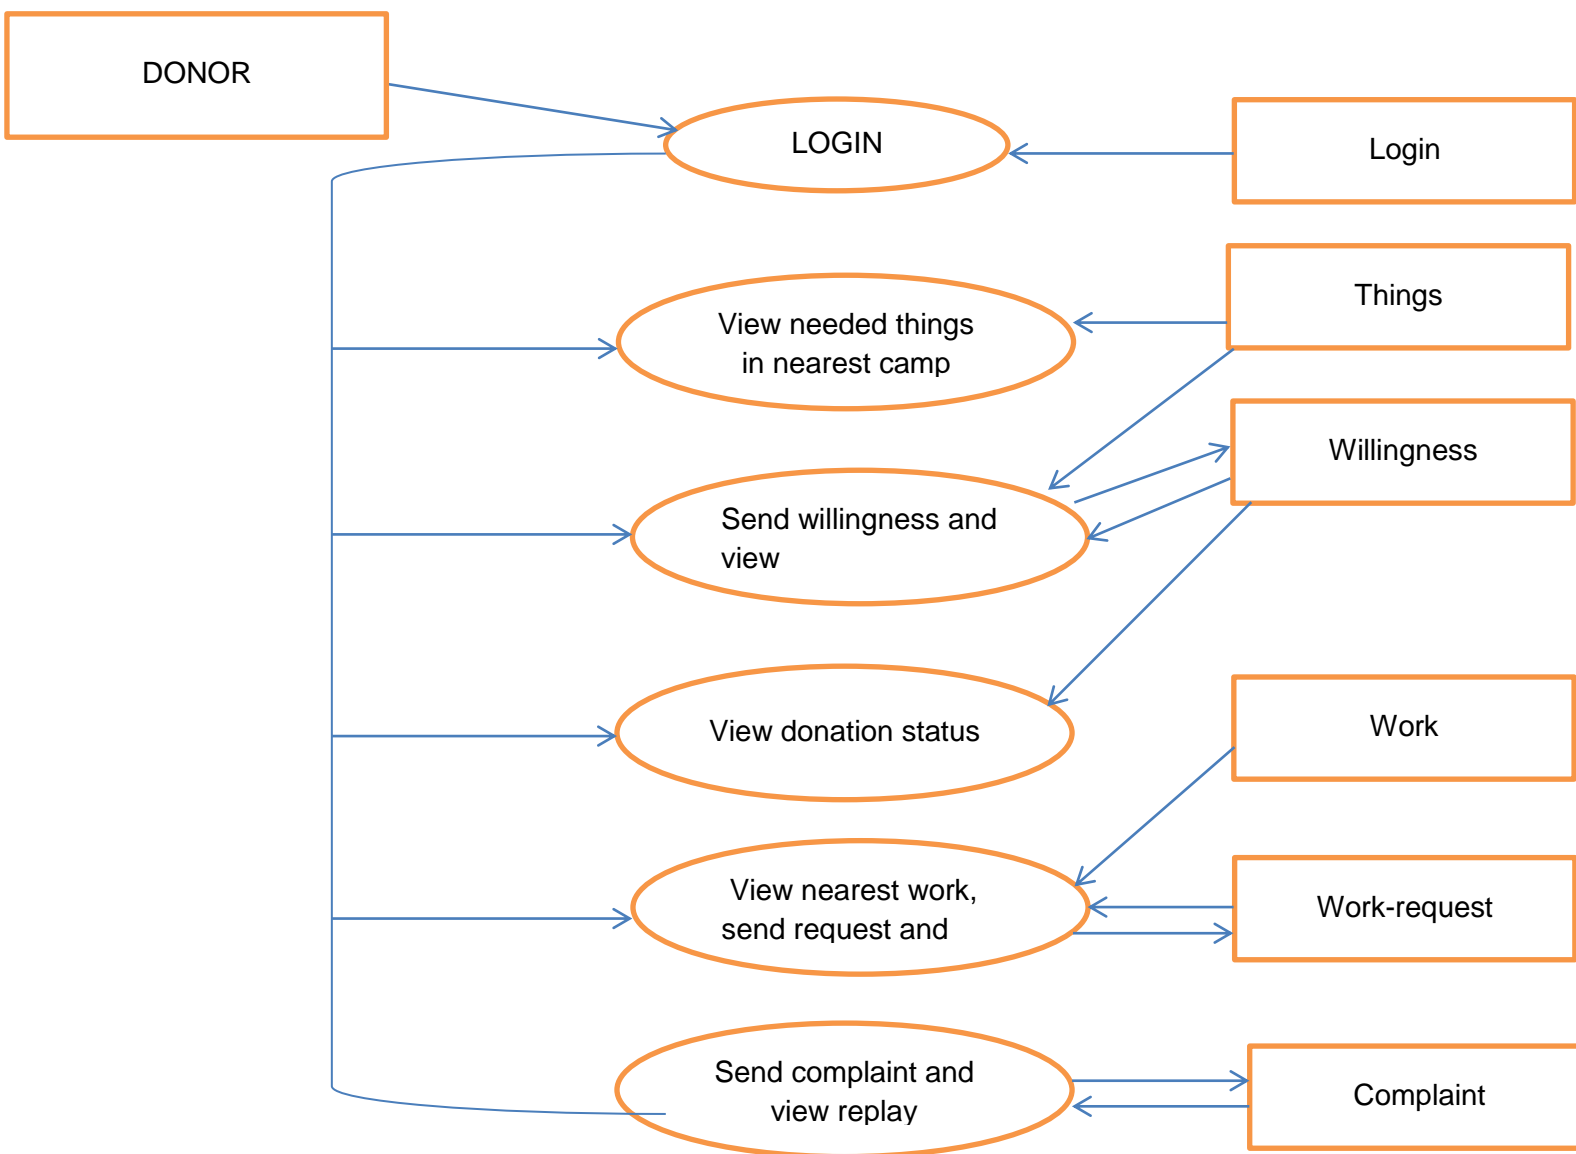 DONOR
LOGIN
Login
Things
View needed things
in nearest camp
Willingness
Send willingness and
view
View donation status
Work
View nearest work,
send request and
Work-request
Send complaint and
view replay
Complaint